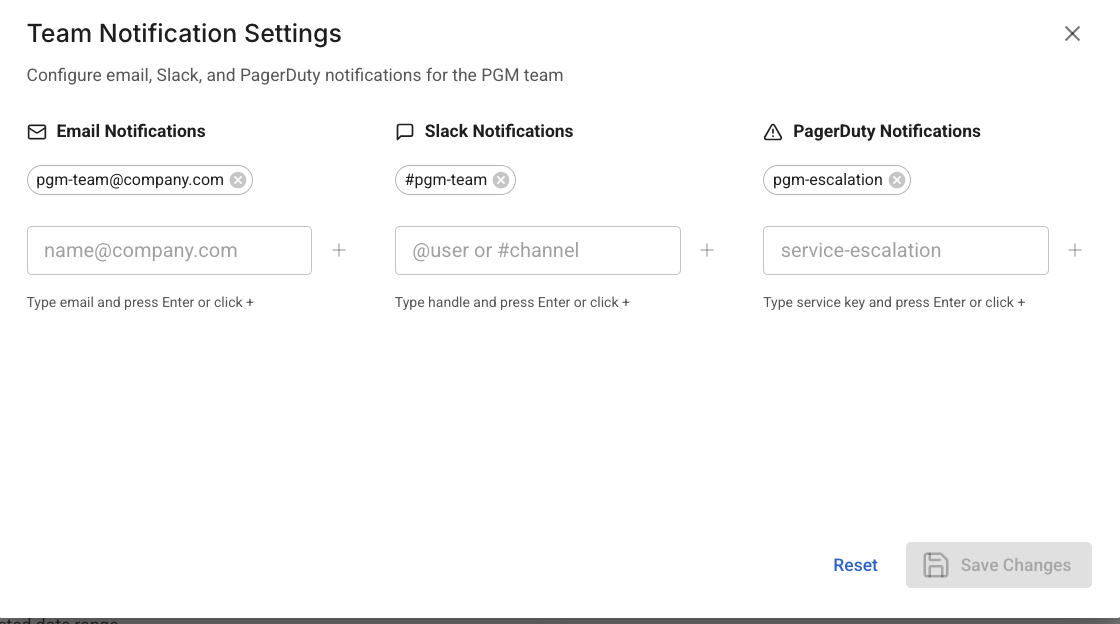 Team Notification Settings
Configure email, Slack, and PagerDuty notifications for the PGM team
Email Notifications
pgm-team@company.com
name@company.com
Type email and press Enter or click +
Slack Notifications
#pgm-team
@user or #channel
Type handle and press Enter or click +
PagerDuty Notifications
pgm-escalation
service-escalation
Type service key and press Enter or click +
Reset
Save Changes